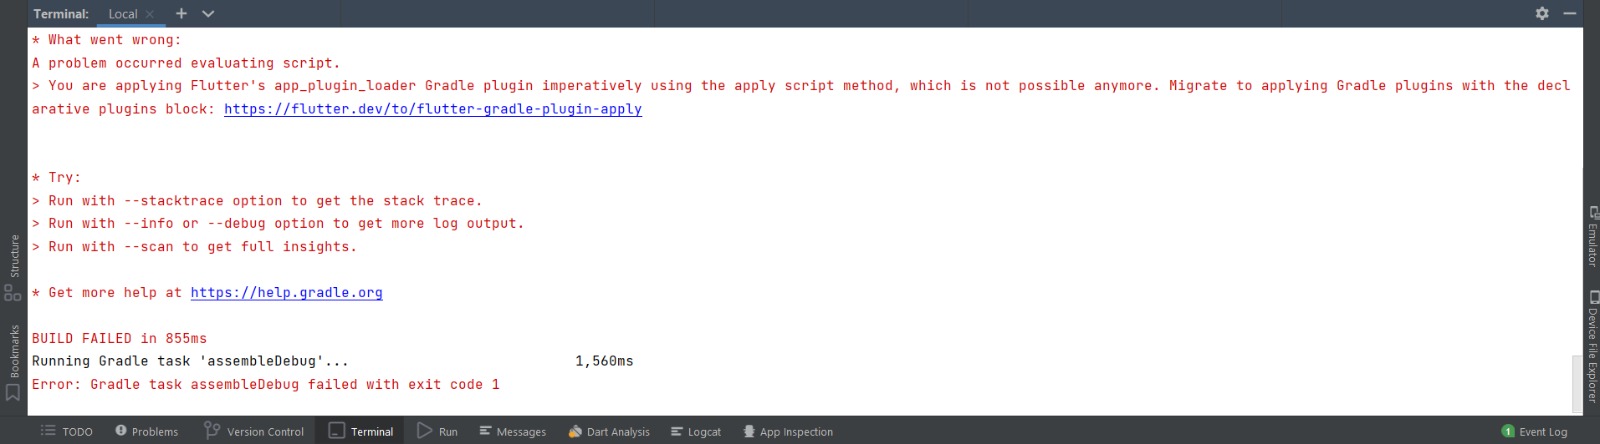 Terminal: Local
* What went wrong:
A problem occurred evaluating script.
> You are applying Flutter's app_plugin_loader Gradle plugin imperatively using the apply script method, which is not possible anymore. Migrate to applying Gradle plugins with the decl
arative plugins block: https://flutter.dev/to/flutter-gradle-plugin-apply
* Try:
> Run with --stacktrace option to get the stack trace.
> Run with --info or --debug option to get more log output.
> Run with --scan to get full insights.
* Get more help at https://help.gradle.org
BUILD FAILED in 855ms
Running Gradle task 'assembleDebug'... 1,560ms
Error: Gradle task assembleDebug failed with exit code 1
Structure
Bookmarks
Emulator
Device File Explorer
TODO Problems Version Control Terminal Run Messages Dart Analysis Logcat App Inspection 1 Event Log